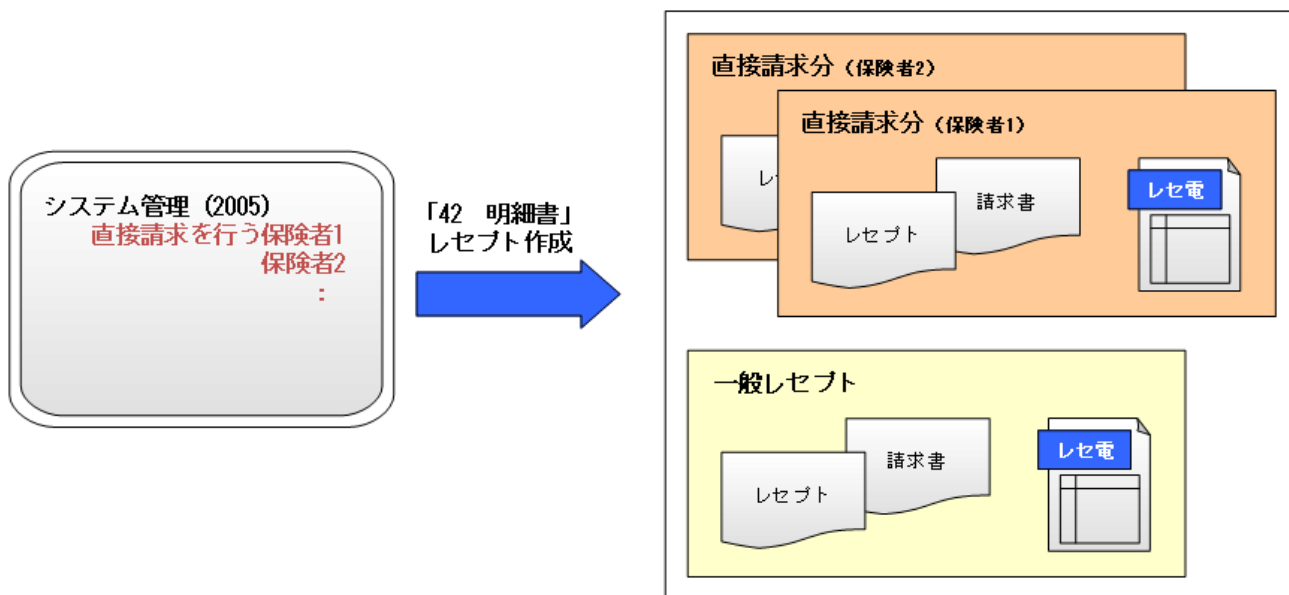 システム管理 (2005)
直接請求を行う保険者1
保険者2
:
「42 明細書」
レセプト作成
直接請求分 (保険者2)
レ
直接請求分 (保険者1)
レセプト
請求書
レセ電
一般レセプト
レセプト
請求書
レセ電